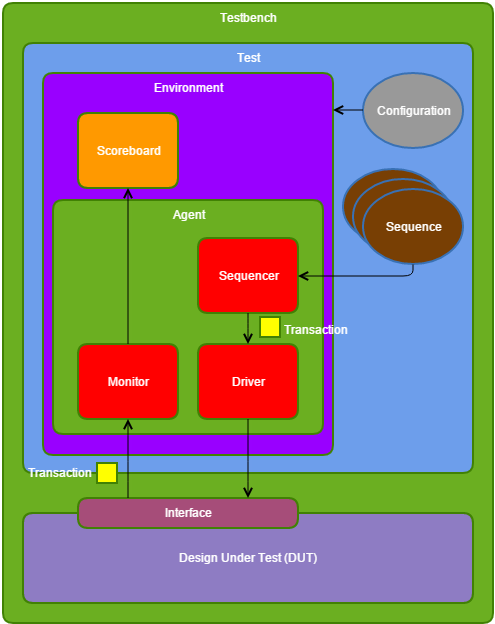 Testbench
Test
Environment
Configuration
Scoreboard
Agent
Sequence
Sequencer
Transaction
Monitor
Driver
Transaction
Interface
Design Under Test (DUT)